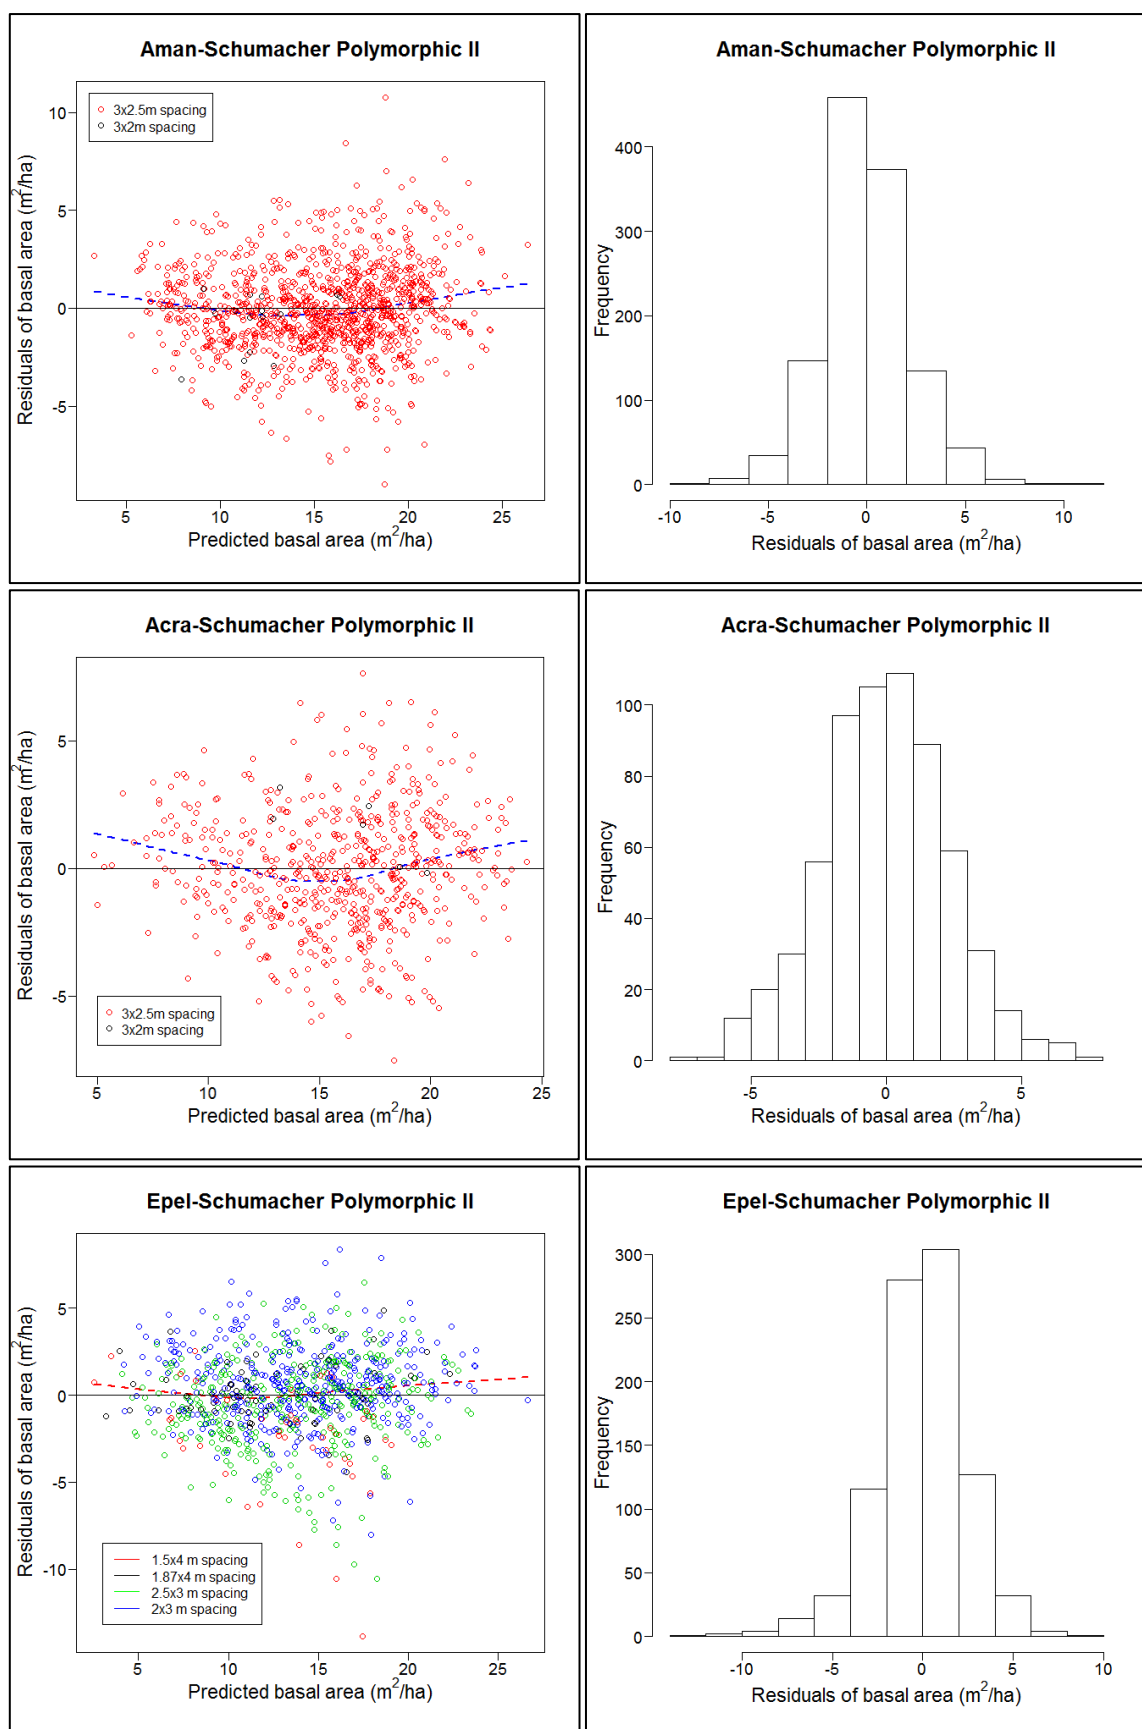 Aman-Schumacher Polymorphic II
3x2.5m spacing
3x2m spacing
10
5
0
-5
Residuals of basal area (m²/ha)
5
10
15
20
25
Predicted basal area (m²/ha)
Aman-Schumacher Polymorphic II
400
300
200
100
0
Frequency
-10
-5
0
5
10
Residuals of basal area (m²/ha)
Acra-Schumacher Polymorphic II
5
0
-5
Residuals of basal area (m²/ha)
3x2.5m spacing
3x2m spacing
5
10
15
20
25
Predicted basal area (m²/ha)
Acra-Schumacher Polymorphic II
100
80
60
40
20
0
Frequency
-5
0
5
Residuals of basal area (m²/ha)
Epel-Schumacher Polymorphic II
5
0
-5
-10
Residuals of basal area (m²/ha)
1.5x4 m spacing
1.87x4 m spacing
2.5x3 m spacing
2x3 m spacing
5
10
15
20
25
Predicted basal area (m²/ha)
Epel-Schumacher Polymorphic II
300
250
200
150
100
50
0
Frequency
-10
-5
0
5
10
Residuals of basal area (m²/ha)